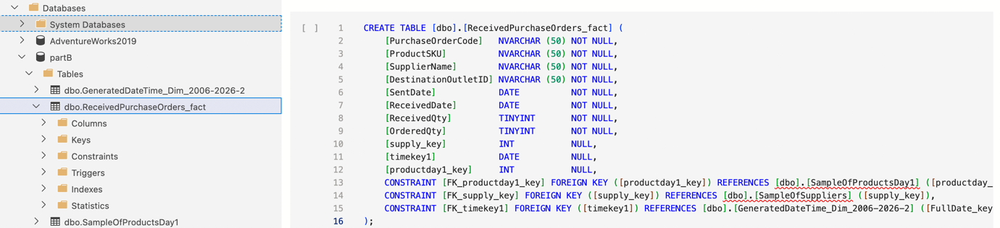 Databases
System Databases
AdventureWorks2019
partB
Tables
dbo.GeneratedDateTime_Dim_2006-2026-2
dbo.ReceivedPurchaseOrders_fact
Columns
Keys
Constraints
Triggers
Indexes
Statistics
dbo.SampleOfProductsDay1
[ ]
1 CREATE TABLE [dbo].[ReceivedPurchaseOrders_fact] (
2 [PurchaseOrderCode] NVARCHAR (50) NOT NULL,
3 [ProductSKU] NVARCHAR (50) NOT NULL,
4 [SupplierName] NVARCHAR (50) NOT NULL,
5 [DestinationOutletID] NVARCHAR (50) NOT NULL,
6 [SentDate] DATE NOT NULL,
7 [ReceivedDate] DATE NOT NULL,
8 [ReceivedQty] TINYINT NOT NULL,
9 [OrderedQty] TINYINT NOT NULL,
10 [supply_key] INT NULL,
11 [timekey1] DATE NULL,
12 [productday1_key] INT NULL,
13 CONSTRAINT [FK_productday1_key] FOREIGN KEY ([productday1_key]) REFERENCES [dbo].[SampleOfProductsDay1] ([productday_
14 CONSTRAINT [FK_supply_key] FOREIGN KEY ([supply_key]) REFERENCES [dbo].[SampleOfSuppliers] ([supply_key]),
15 CONSTRAINT [FK_timekey1] FOREIGN KEY ([timekey1]) REFERENCES [dbo].[GeneratedDateTime_Dim_2006-2026-2] ([FullDate_key
16 );